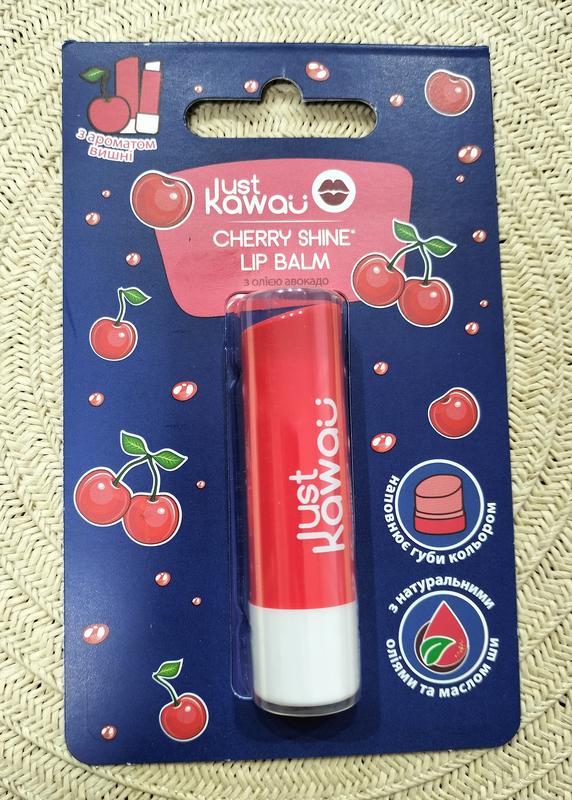 з ароматом
вишні
Just
Kawaii
CHERRY SHINE*
LIP BALM
з олією авокадо
Just
Kawaii
наповнює губи кольором
з натуральними
оліями та маслом ши